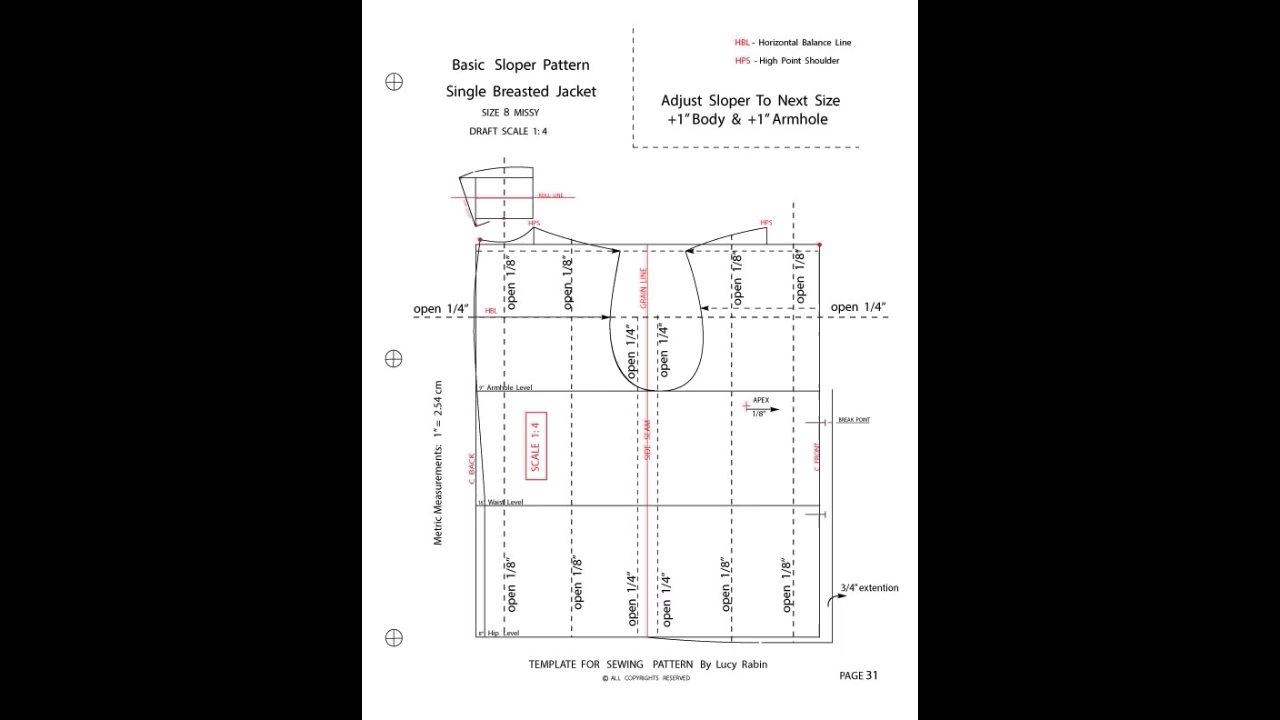 HBL - Horizontal Balance Line
HPS - High Point Shoulder
Basic Sloper Pattern
Single Breasted Jacket
SIZE 8 MISSY
DRAFT SCALE 1: 4
Adjust Sloper To Next Size
+1" Body & +1" Armhole
ROLL LINE
HPS
HPS
open 1/8"
open 1/8"
open 1/8"
open 1/8"
GRAIN LINE
open 1/4"
HBL
open 1/4"
open 1/4"
open 1/4"
9" Armhole Level
APEX
1/8"
BREAK POINT
Metric Measurements: 1" = 2.54 cm
SCALE 1: 4
SIDE SEAM
C BACK
C FRONT
16" Waist Level
open 1/8"
open 1/8"
open 1/4"
open 1/4"
open 1/8"
open 1/8"
3/4" extention
8" Hip Level
TEMPLATE FOR SEWING PATTERN By Lucy Rabin
© ALL COPYRIGHTS RESERVED
PAGE 31